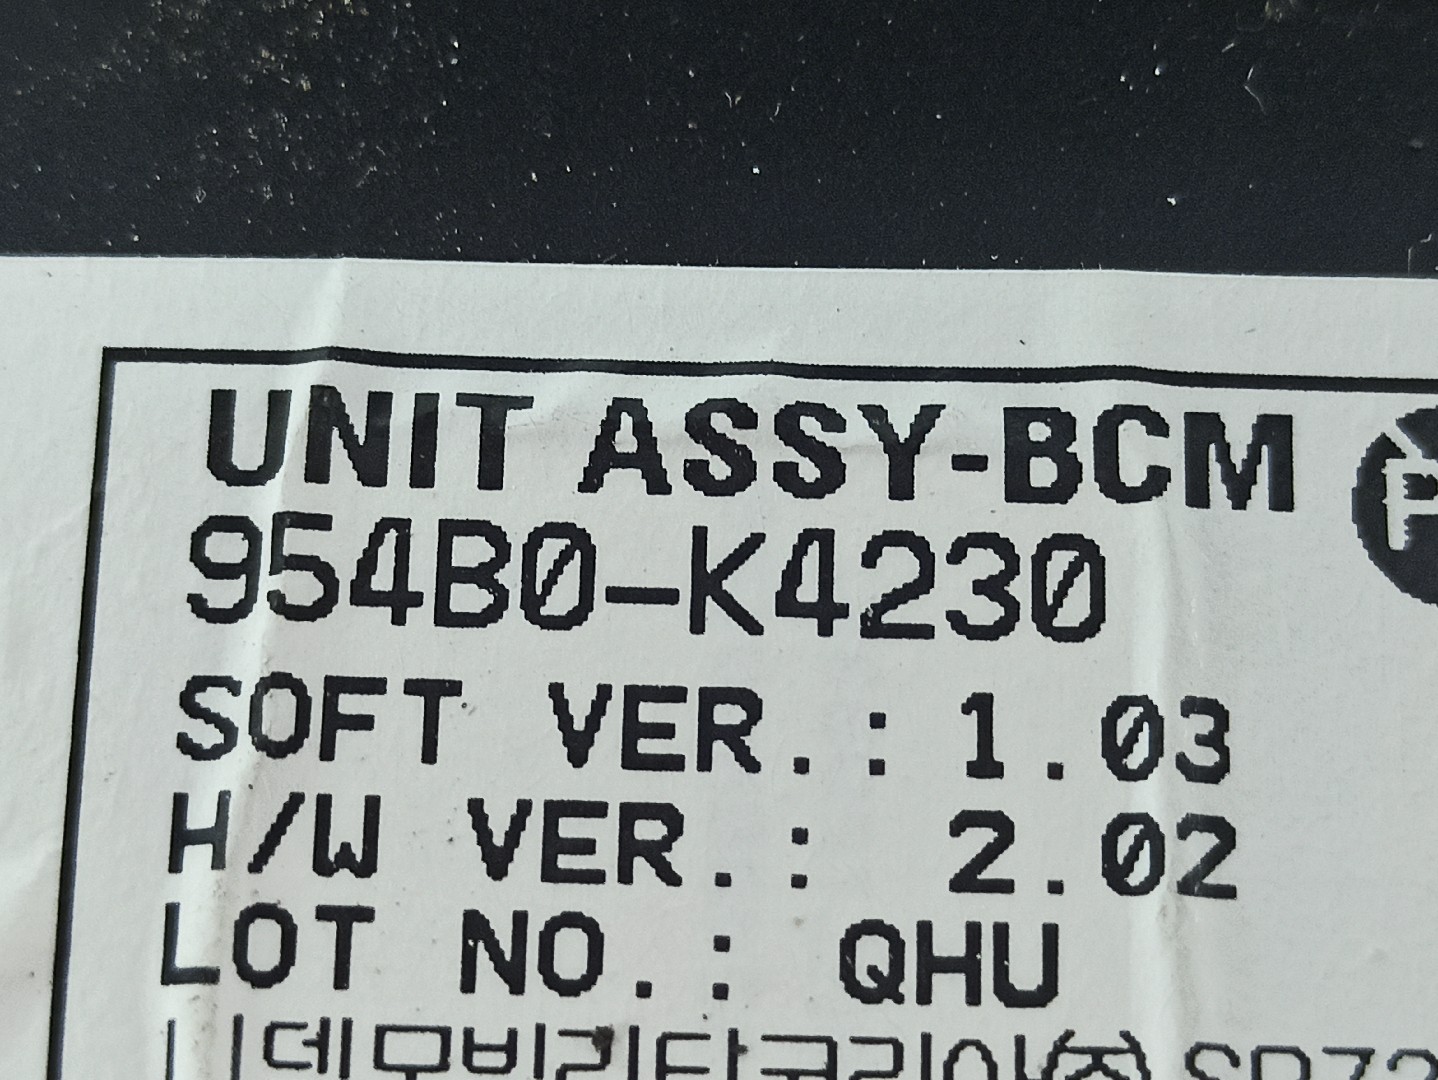 UNIT ASSY-BCM
954B0-K4230
SOFT VER.: 1.03
H/W VER.: 2.02
LOT NO.: QHU